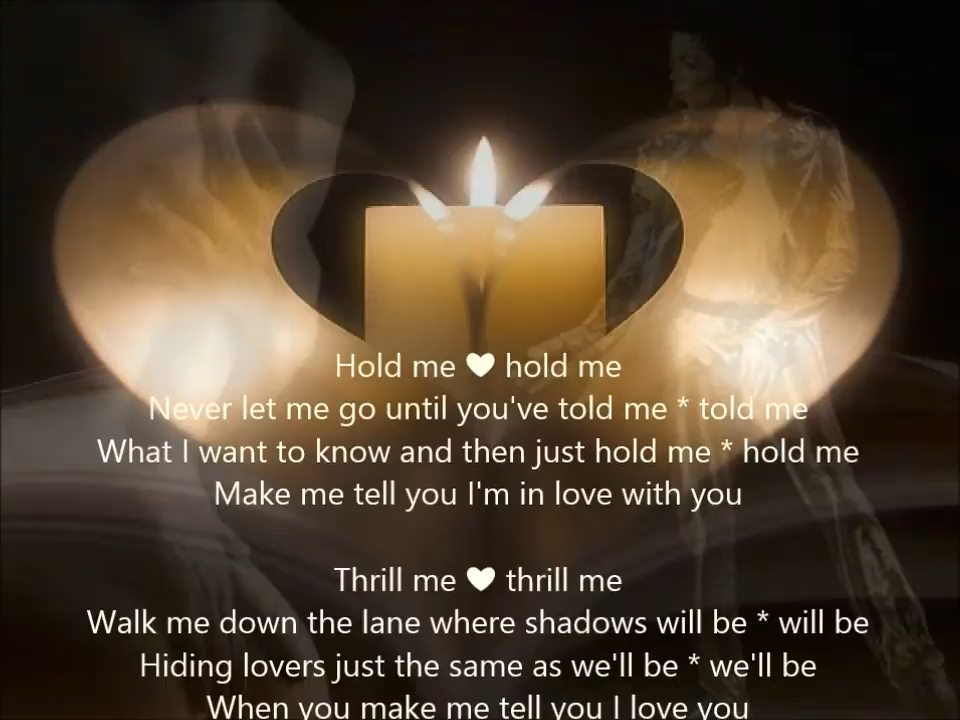 Hold me ♥ hold me
Never let me go until you've told me * told me
What I want to know and then just hold me * hold me
Make me tell you I'm in love with you
Thrill me ♥ thrill me
Walk me down the lane where shadows will be * will be
Hiding lovers just the same as we'll be * we'll be
When you make me tell you I love you